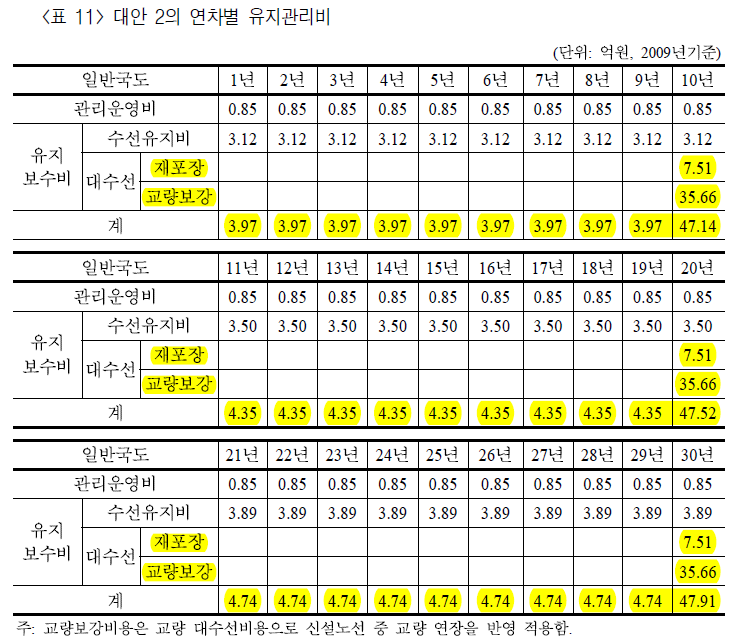 <표 11> 대안 2의 연차별 유지관리비
(단위: 억원, 2009년기준)
일반국도 1년 2년 3년 4년 5년 6년 7년 8년 9년 10년
관리운영비 0.85 0.85 0.85 0.85 0.85 0.85 0.85 0.85 0.85 0.85
유지
보수비
수선유지비 3.12 3.12 3.12 3.12 3.12 3.12 3.12 3.12 3.12 3.12
대수선
재포장 7.51
교량보강 35.66
계 3.97 3.97 3.97 3.97 3.97 3.97 3.97 3.97 3.97 47.14
일반국도 11년 12년 13년 14년 15년 16년 17년 18년 19년 20년
관리운영비 0.85 0.85 0.85 0.85 0.85 0.85 0.85 0.85 0.85 0.85
유지
보수비
수선유지비 3.50 3.50 3.50 3.50 3.50 3.50 3.50 3.50 3.50 3.50
대수선
재포장 7.51
교량보강 35.66
계 4.35 4.35 4.35 4.35 4.35 4.35 4.35 4.35 4.35 47.52
일반국도 21년 22년 23년 24년 25년 26년 27년 28년 29년 30년
관리운영비 0.85 0.85 0.85 0.85 0.85 0.85 0.85 0.85 0.85 0.85
유지
보수비
수선유지비 3.89 3.89 3.89 3.89 3.89 3.89 3.89 3.89 3.89 3.89
대수선
재포장 7.51
교량보강 35.66
계 4.74 4.74 4.74 4.74 4.74 4.74 4.74 4.74 4.74 47.91
주: 교량보강비용은 교량 대수선비용으로 신설노선 중 교량 연장을 반영 적용함.